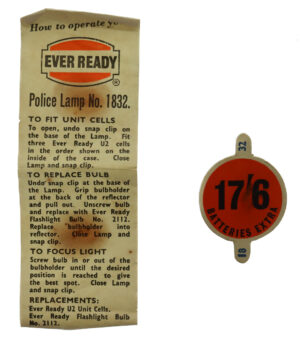 How to operate yo
EVER READY
®
Police Lamp No. 1832.
TO FIT UNIT CELLS
To open, undo snap clip on
the base of the Lamp. Fit
three Ever Ready U2 cells
in the order shown on the
inside of the case. Close
Lamp and snap clip.
TO REPLACE BULB
Undo snap clip at the base of
the Lamp. Grip bulbholder
at the back of the reflector
and pull out. Unscrew bulb
and replace with Ever Ready
Flashlight Bulb No. 2112.
Replace bulbholder into
reflector. Close Lamp and
snap clip.
TO FOCUS LIGHT
Screw bulb in or out of the
bulbholder until the desired
position is reached to give
the best spot. Close Lamp
and snap clip.
REPLACEMENTS:
Ever Ready U2 Unit Cells.
Ever Ready Flashlight Bulb
No. 2112.
32
17/6
BATTERIES EXTRA
18